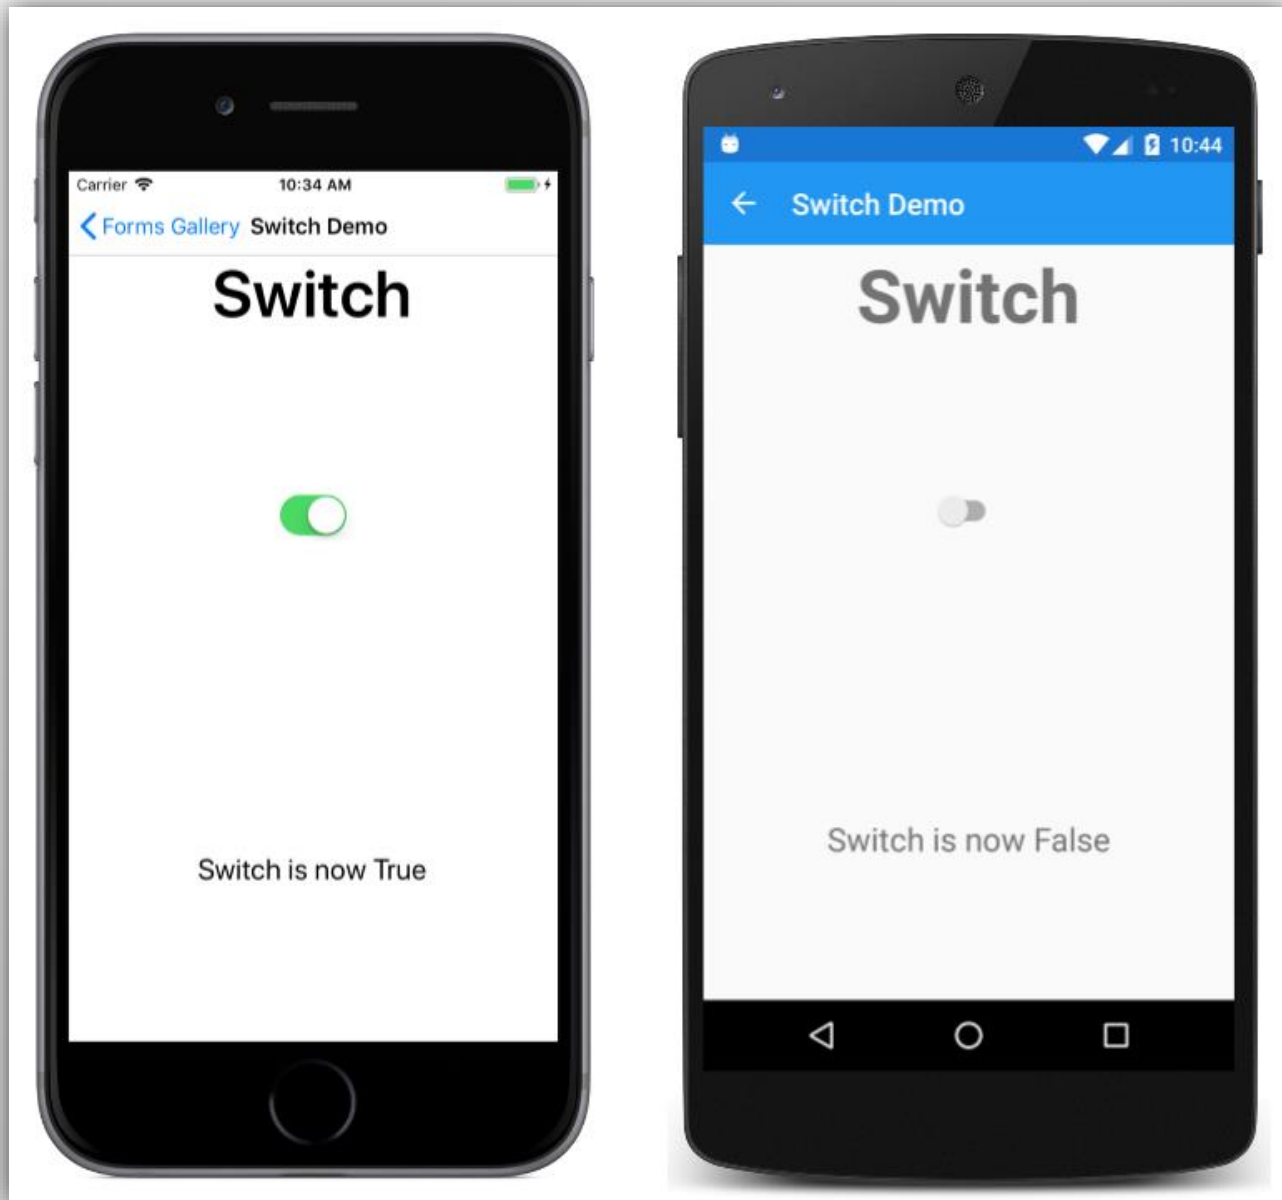 Carrier 10:34 AM
Forms Gallery Switch Demo
Switch
Switch is now True
10:44
Switch Demo
Switch
Switch is now False